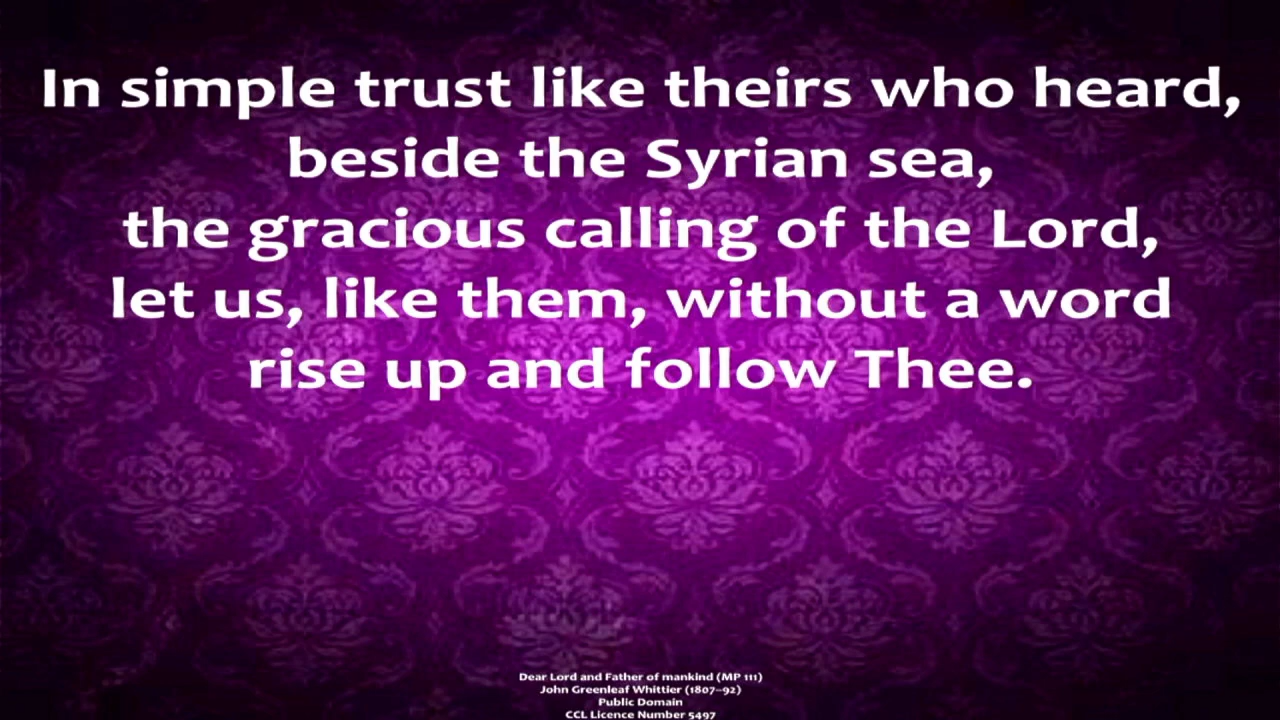 In simple trust like theirs who heard,
beside the Syrian sea,
the gracious calling of the Lord,
let us, like them, without a word
rise up and follow Thee.
Dear Lord and Father of mankind (MP 111)
John Greenleaf Whittier (1807–92)
Public Domain
CCL Licence Number 5497